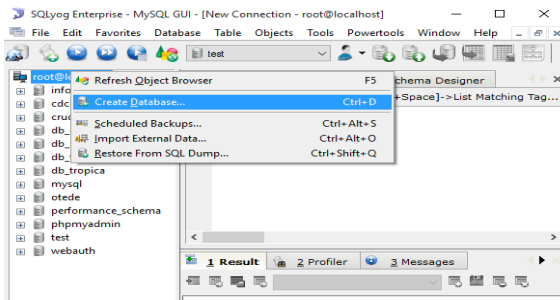 SQLyog Enterprise - MySQL GUI - [New Connection - root@localhost]
File Edit Favorites Database Table Objects Tools Powertools Window Help
test
root@lo
Refresh Object Browser F5
Create Database... Ctrl+D
Scheduled Backups... Ctrl+Alt+S
Import External Data... Ctrl+Alt+O
Restore From SQL Dump... Ctrl+Shift+Q
chema Designer
+Space]->List Matching Tag...
info
cdc
cruc
db_
db_
db_
db_tropica
mysql
otede
performance_schema
phpmyadmin
test
webauth
1 Result 2 Profiler 3 Messages